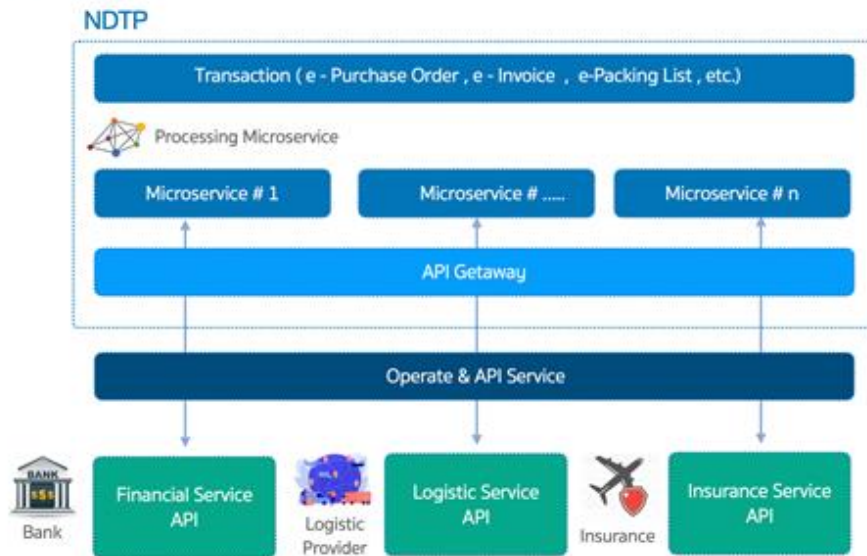 NDTP
Transaction ( e - Purchase Order , e - Invoice , e-Packing List , etc.)
Processing Microservice
Microservice # 1
Microservice # .....
Microservice # n
API Getaway
Operate & API Service
BANK
$$$
Bank
Financial Service
API
Logistic
Provider
Logistic Service
API
Insurance
Insurance Service
API